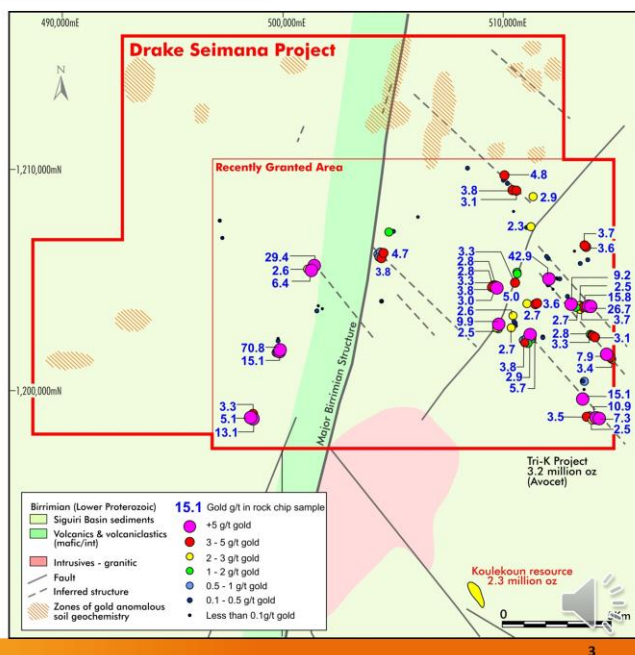 490,000mE
500,000mE
510,000mE
Drake Seimana Project
N
1,210,000mN
Recently Granted Area
4.8
3.8
3.1
2.9
2.3
3.7
3.6
4.7
3.8
29.4
2.6
6.4
3.3
2.8
2.8
3.3
3.8
3.0
42.9
5.0
9.2
2.5
15.8
26.7
3.7
3.6
2.7
2.7
2.6
9.9
2.5
2.7
2.8
3.3
3.1
70.8
15.1
3.8
2.9
5.7
7.9
3.4
1,200,000mN
Major Birrimian Structure
3.3
5.1
13.1
15.1
10.9
7.3
2.5
3.5
Tri-K Project
3.2 million oz
(Avocet)
Birrimian (Lower Proterozoic)
Siguiri Basin sediments
Volcanics & volcaniclastics
(mafic/int)
Intrusives - granitic
Fault
Inferred structure
Zones of gold anomalous
soil geochemistry
15.1 Gold g/t in rock chip sample
+5 g/t gold
3 - 5 g/t gold
2 - 3 g/t gold
1 - 2 g/t gold
0.5 - 1 g/t gold
0.1 - 0.5 g/t gold
Less than 0.1g/t gold
Koulekoun resource
2.3 million oz
0
3